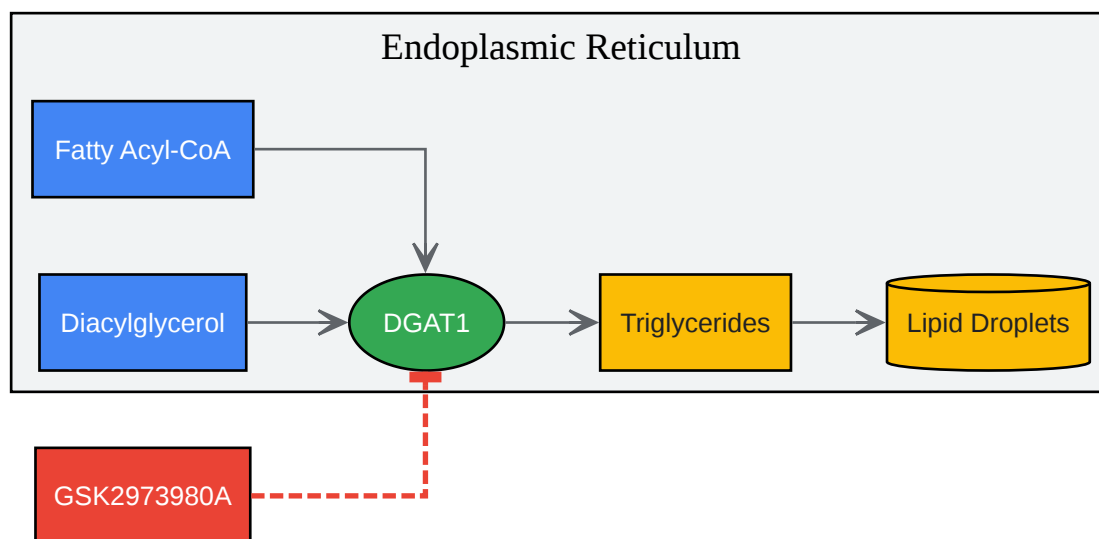 Endoplasmic Reticulum
Fatty Acyl-CoA
Diacylglycerol
DGAT1
Triglycerides
Lipid Droplets
GSK2973980A